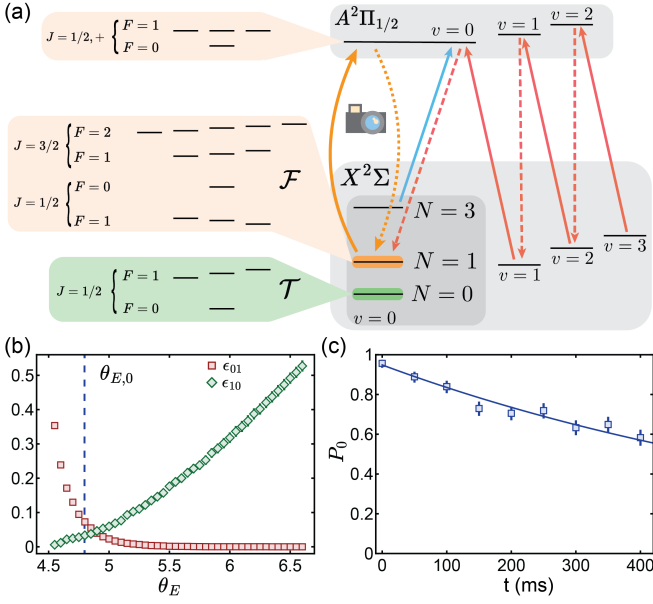 (a)
A²Π₁/₂
v=0
v=1
v=2
J = 1/2, +
F = 1
F = 0
J = 3/2
F = 2
F = 1
J = 1/2
F = 0
F = 1
ℱ
J = 1/2
F = 1
F = 0
𝒯
X²Σ
N = 3
N = 1
N = 0
v=0
v=1
v=2
v=3
(b)
θE,0
ϵ01
ϵ10
0.5
0.4
0.3
0.2
0.1
0
4.5
5
5.5
6
6.5
θE
(c)
1
0.8
0.6
0.4
0.2
0
P0
0
100
200
300
400
t (ms)